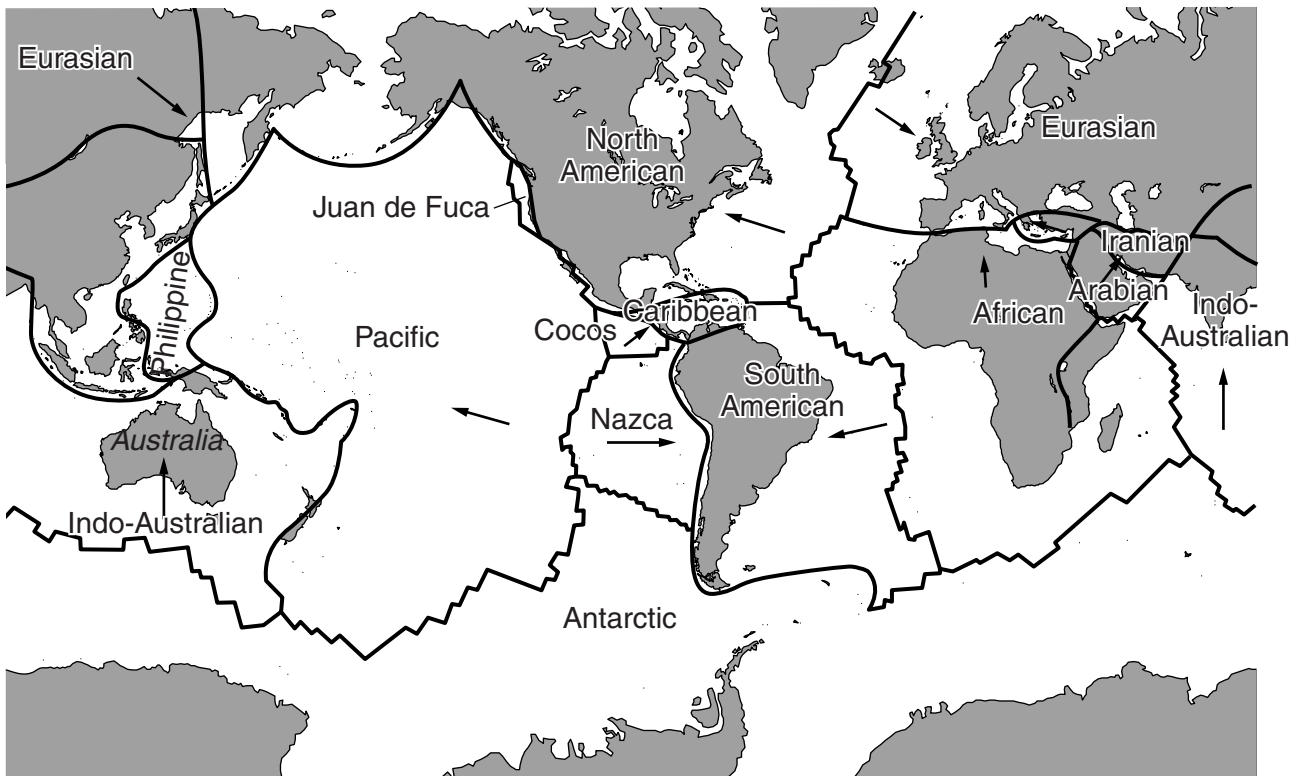 Eurasian
North
American
Eurasian
Juan de Fuca
Iranian
Philippine
Arabian
Caribbean
African
Indo-
Australian
Cocos
Pacific
South
American
Nazca
Australia
Indo-Australian
Antarctic